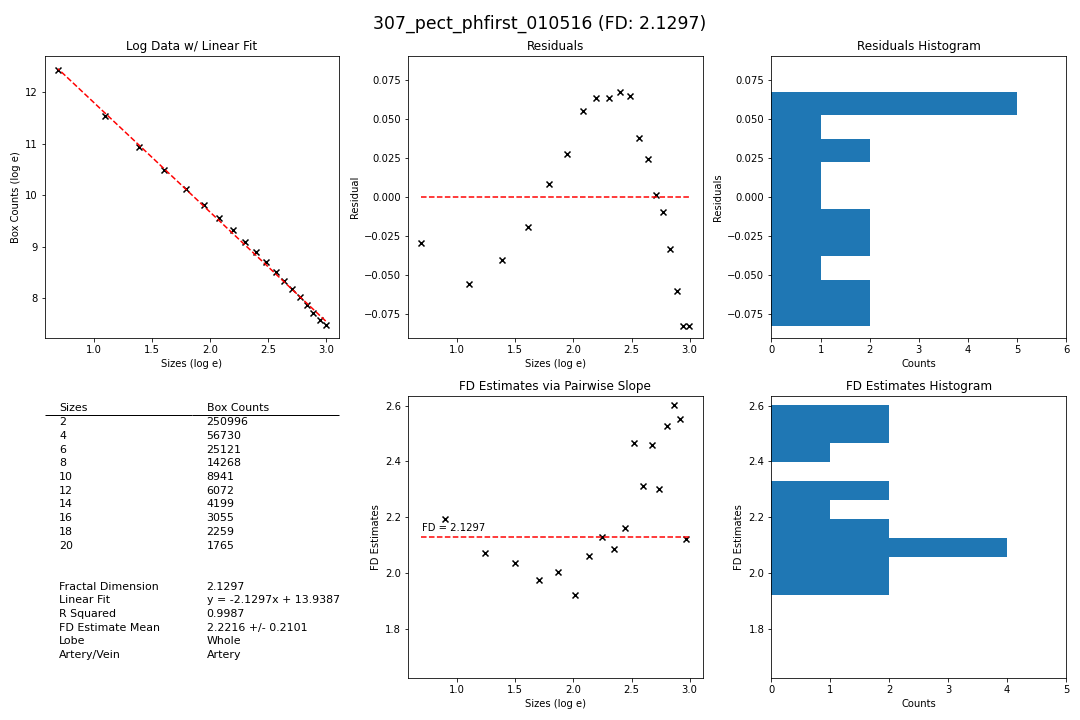 307_pect_phfirst_010516 (FD: 2.1297)
Log Data w/ Linear Fit
Box Counts (log e)
12
11
10
9
8
1.0 1.5 2.0 2.5 3.0
Sizes (log e)
Residuals
Residual
0.075
0.050
0.025
0.000
−0.025
−0.050
−0.075
1.0 1.5 2.0 2.5 3.0
Sizes (log e)
Residuals Histogram
Residuals
0.075
0.050
0.025
0.000
−0.025
−0.050
−0.075
0 1 2 3 4 5 6
Counts
Sizes Box Counts
2 250996
4 56730
6 25121
8 14268
10 8941
12 6072
14 4199
16 3055
18 2259
20 1765
Fractal Dimension 2.1297
Linear Fit y = -2.1297x + 13.9387
R Squared 0.9987
FD Estimate Mean 2.2216 +/- 0.2101
Lobe Whole
Artery/Vein Artery
FD Estimates via Pairwise Slope
FD Estimates
2.6
2.4
2.2
2.0
1.8
FD = 2.1297
1.0 1.5 2.0 2.5 3.0
Sizes (log e)
FD Estimates Histogram
FD Estimates
2.6
2.4
2.2
2.0
1.8
0 1 2 3 4 5
Counts